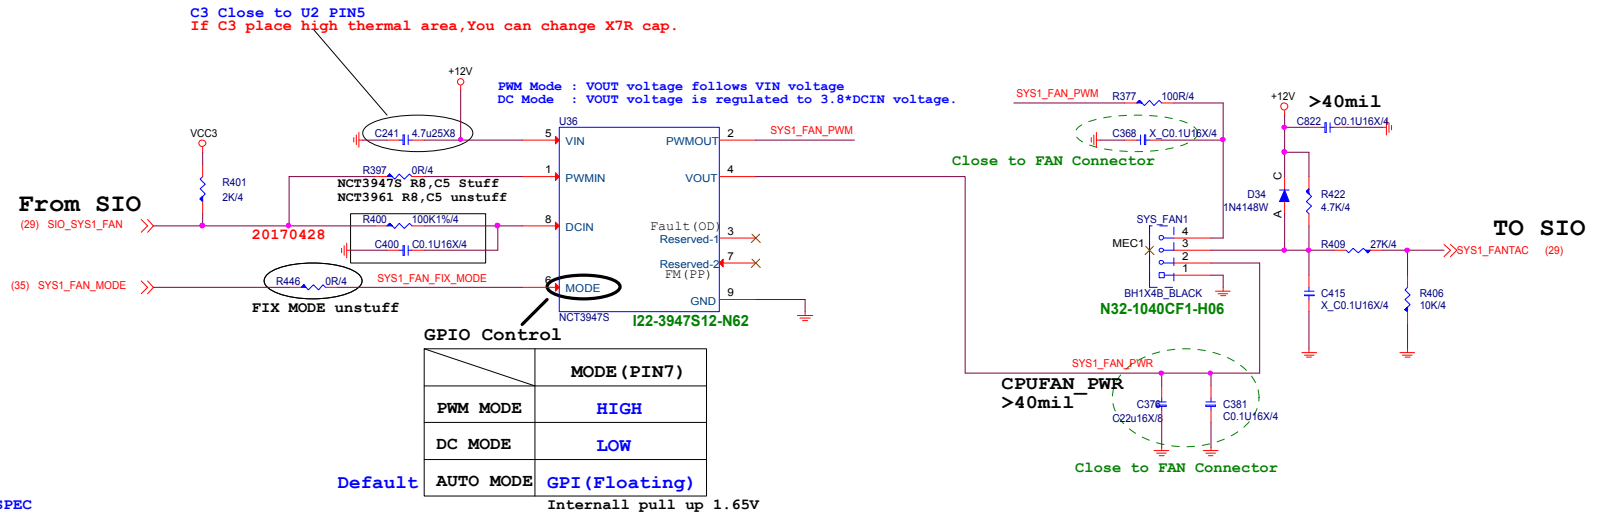 C3 Close to U2 PIN5
If C3 place high thermal area,You can change X7R cap.
+12V
PWM Mode : VOUT voltage follows VIN voltage
DC Mode : VOUT voltage is regulated to 3.8*DCIN voltage.
C241 4.7u25X8
VCC3
R401
2K/4
R397 0R/4
NCT3947S R8,C5 Stuff
NCT3961 R8,C5 unstuff
From SIO
(29) SIO_SYS1_FAN
20170428
R400 100K1%/4
C400 C0.1U16X/4
(35) SYS1_FAN_MODE
R446 0R/4
SYS1_FAN_FIX_MODE
FIX MODE unstuff
U36
5 VIN
1 PWMIN
8 DCIN
6 MODE
PWMOUT 2
SYS1_FAN_PWM
VOUT 4
Fault(OD)
Reserved-1 3
Reserved-2 7
FM(PP)
GND 9
NCT3947S
I22-3947S12-N62
GPIO Control
MODE(PIN7)
PWM MODE HIGH
DC MODE LOW
Default AUTO MODE GPI(Floating)
Internall pull up 1.65V
SPEC
SYS1_FAN_PWM
R377 100R/4
C368 X_C0.1U16X/4
Close to FAN Connector
+12V
>40mil
C822 C0.1U16X/4
D34
1N4148W
C
A
R422
4.7K/4
SYS_FAN1
MEC1
4
3
2
1
BH1X4B_BLACK
N32-1040CF1-H06
R409 27K/4
TO SIO
SYS1_FANTAC (29)
C415
X_C0.1U16X/4
R406
10K/4
SYS1_FAN_PWR
CPUFAN_PWR
>40mil
C376
C22u16X/8
C381
C0.1U16X/4
Close to FAN Connector